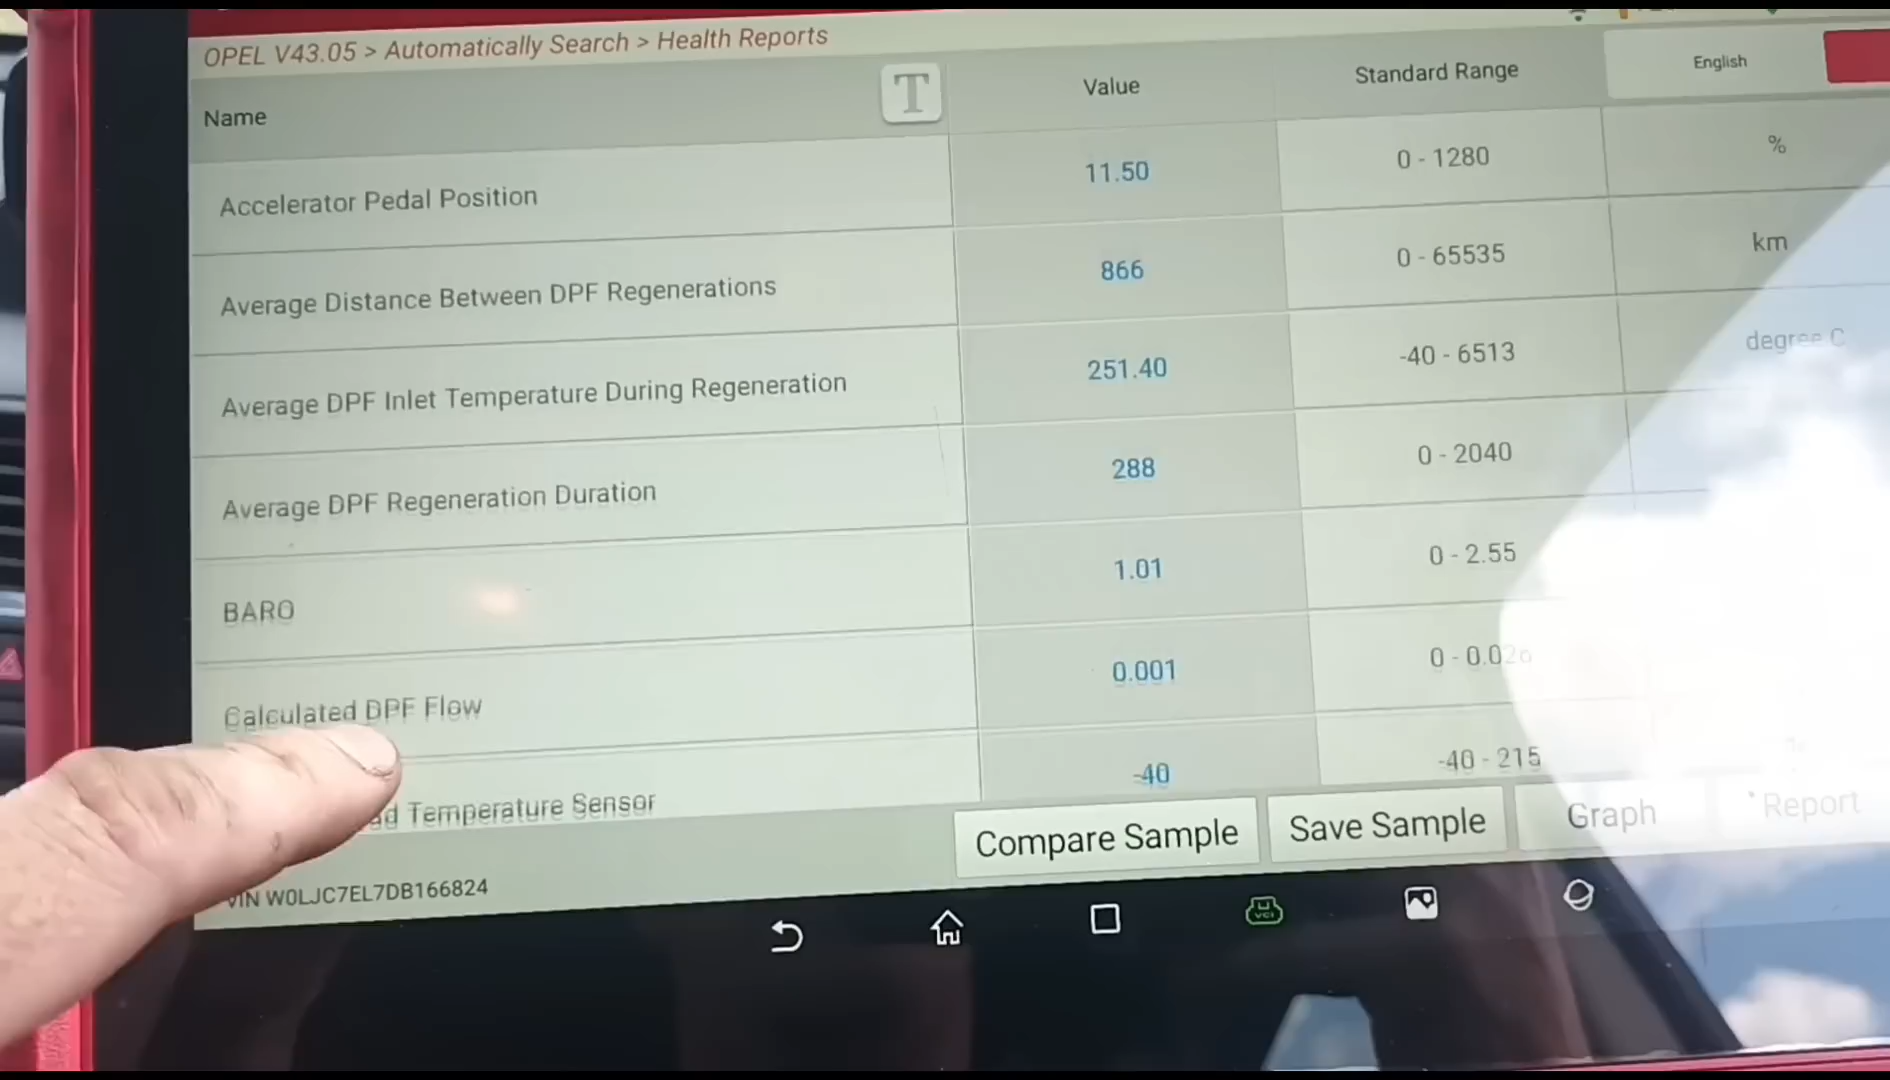 OPEL V43.05 > Automatically Search > Health Reports
Name T Value Standard Range English
Accelerator Pedal Position 11.50 0 - 1280 %
Average Distance Between DPF Regenerations 866 0 - 65535 km
Average DPF Inlet Temperature During Regeneration 251.40 -40 - 6513 degree C
Average DPF Regeneration Duration 288 0 - 2040
BARO 1.01 0 - 2.55
Calculated DPF Flow 0.001 0 -
Temperature Sensor -40 -40 - 215
Compare Sample Save Sample Graph Report
VIN W0LJC7EL7DB166824
VCI